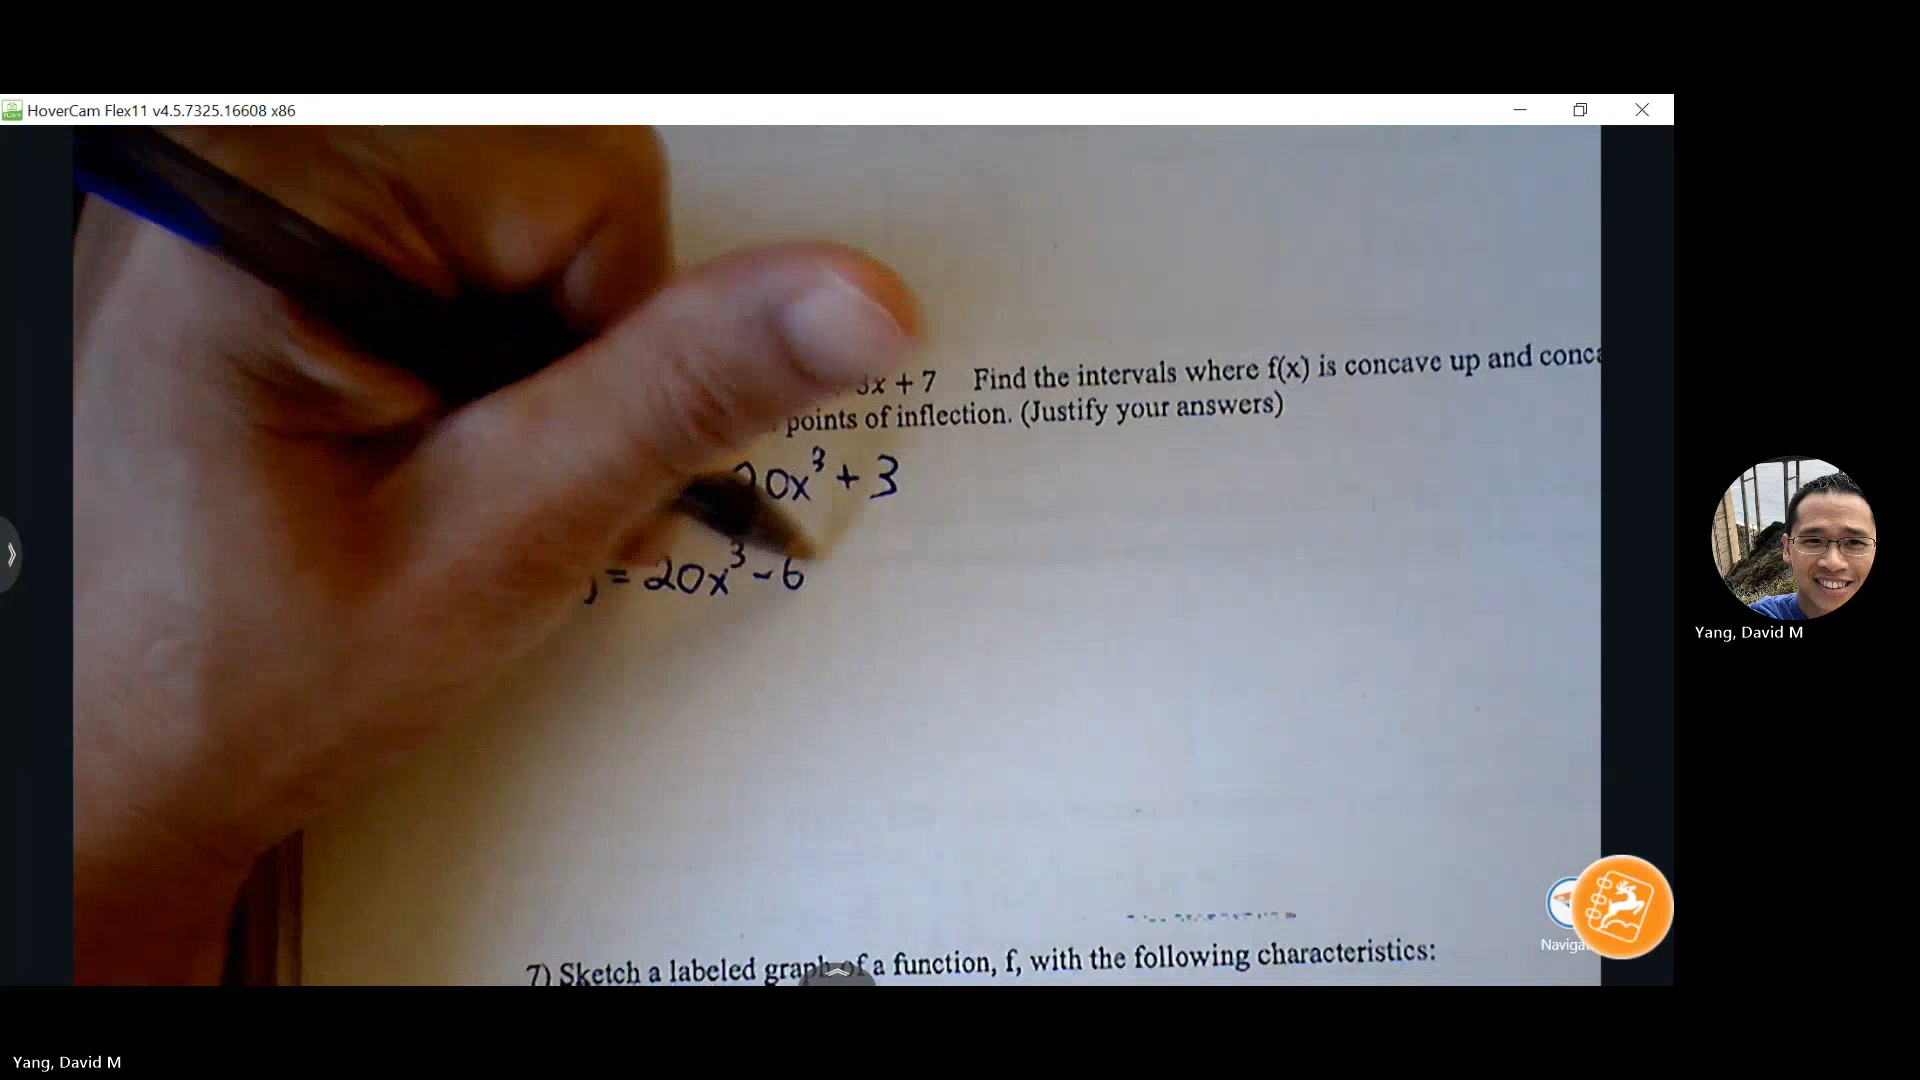 HoverCam Flex11 v4.5.7325.16608 x86
3x + 7 Find the intervals where f(x) is concave up and conca
points of inflection. (Justify your answers)
20x³ + 3
) = 20x³ - 6
Yang, David M
Naviga
7) Sketch a labeled graph of a function, f, with the following characteristics:
Yang, David M